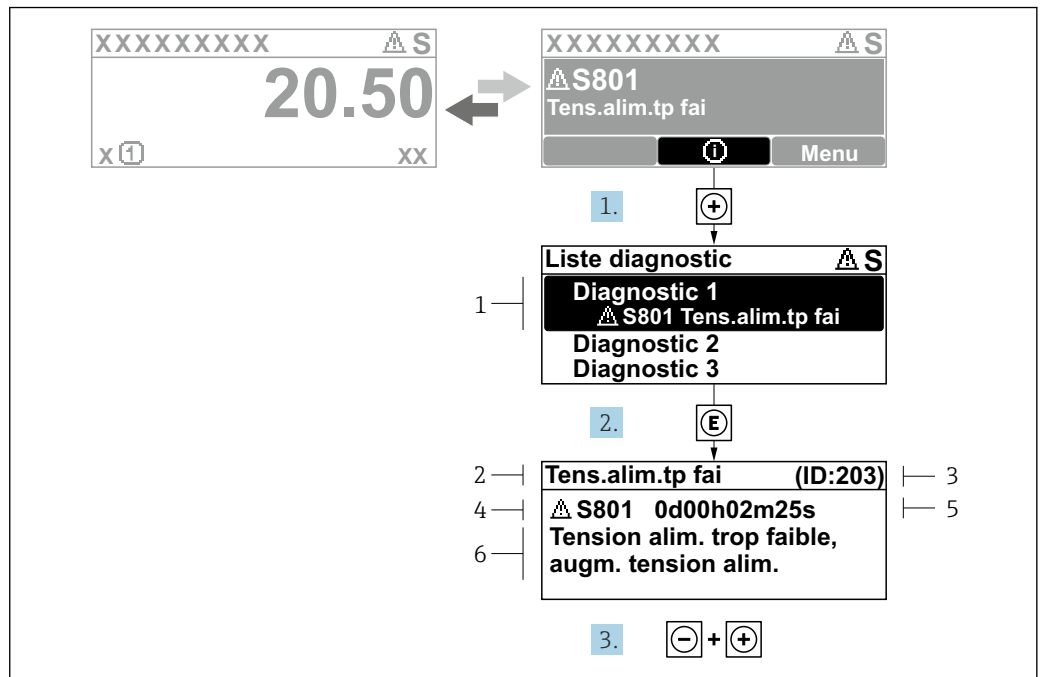 XXXXXXXXX ⚠ S
20.50
x ① xx
XXXXXXXXX ⚠ S
⚠ S801
Tens.alim.tp fai
ⓘ Menu
1. +
Liste diagnostic ⚠ S
1 Diagnostic 1
⚠ S801 Tens.alim.tp fai
Diagnostic 2
Diagnostic 3
2. E
2 Tens.alim.tp fai (ID:203) 3
4 ⚠ S801 0d00h02m25s 5
6 Tension alim. trop faible,
augm. tension alim.
3. - + +